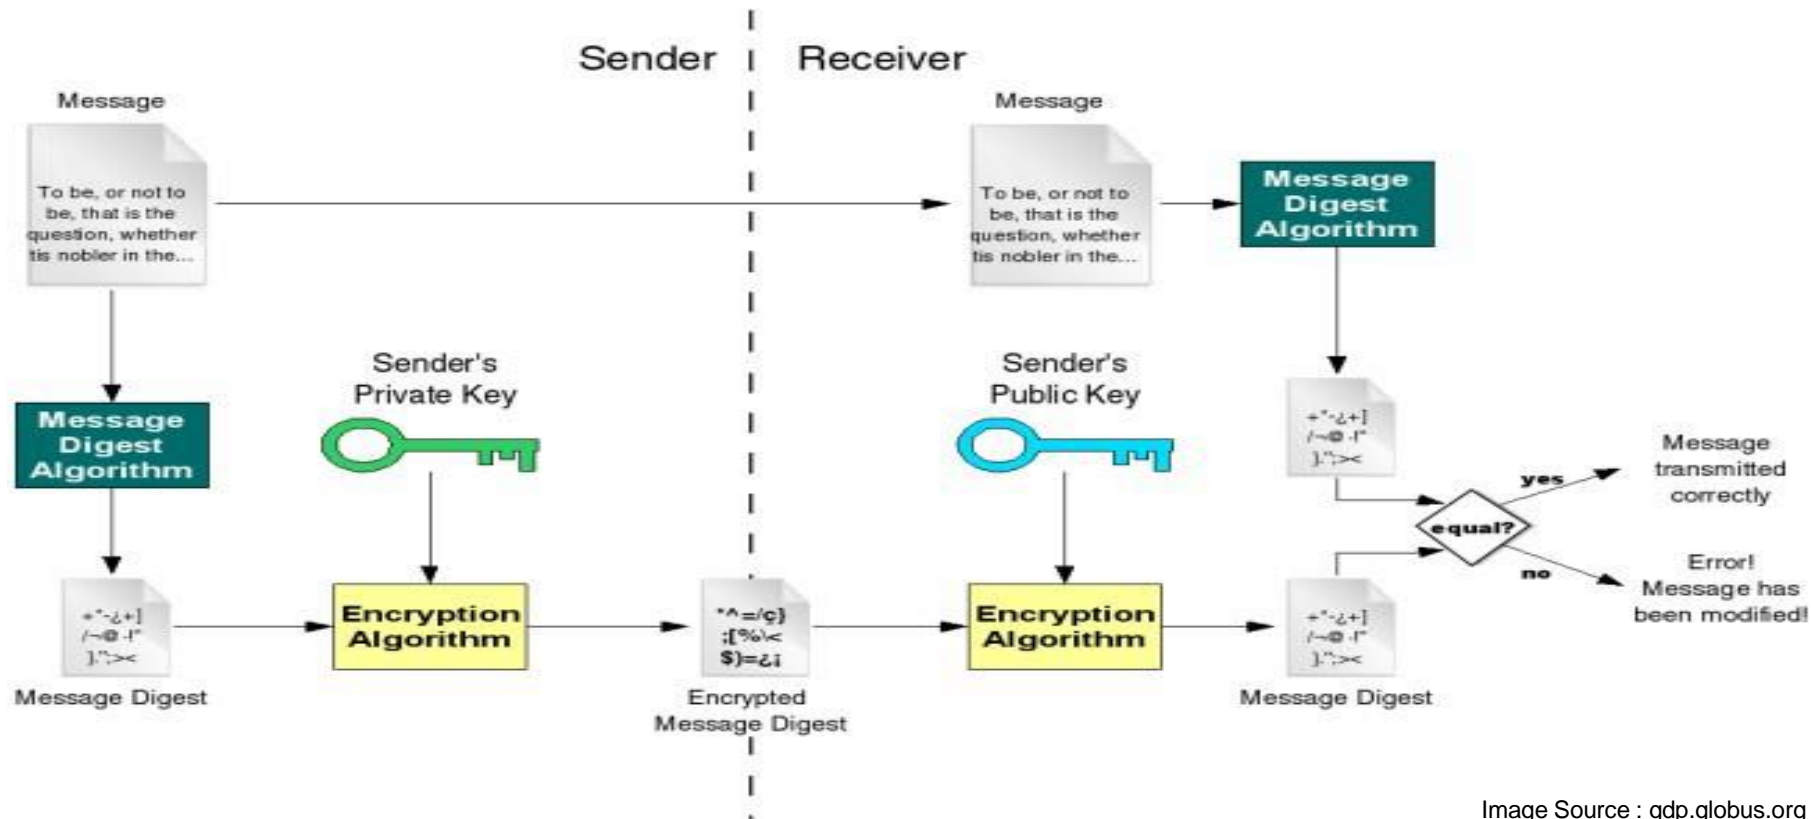 Sender
Receiver
Message
To be, or not to
be, that is the
question, whether
tis nobler in the...
Message
To be, or not to
be, that is the
question, whether
tis nobler in the...
Message
Digest
Algorithm
Sender's
Private Key
Sender's
Public Key
Message
Digest
Algorithm
+"-¿+]
/¬@ -!"
}.";><
Message
transmitted
correctly
yes
equal?
no
Error!
Message has
been modified!
+"-¿+]
/¬@ -!"
}.";><
Message Digest
Encryption
Algorithm
"^=/ç}
;[%\<
$)=¿¡
Encrypted
Message Digest
Encryption
Algorithm
+"-¿+]
/¬@ -!"
}.";><
Message Digest
Image Source : gdp.globus.org